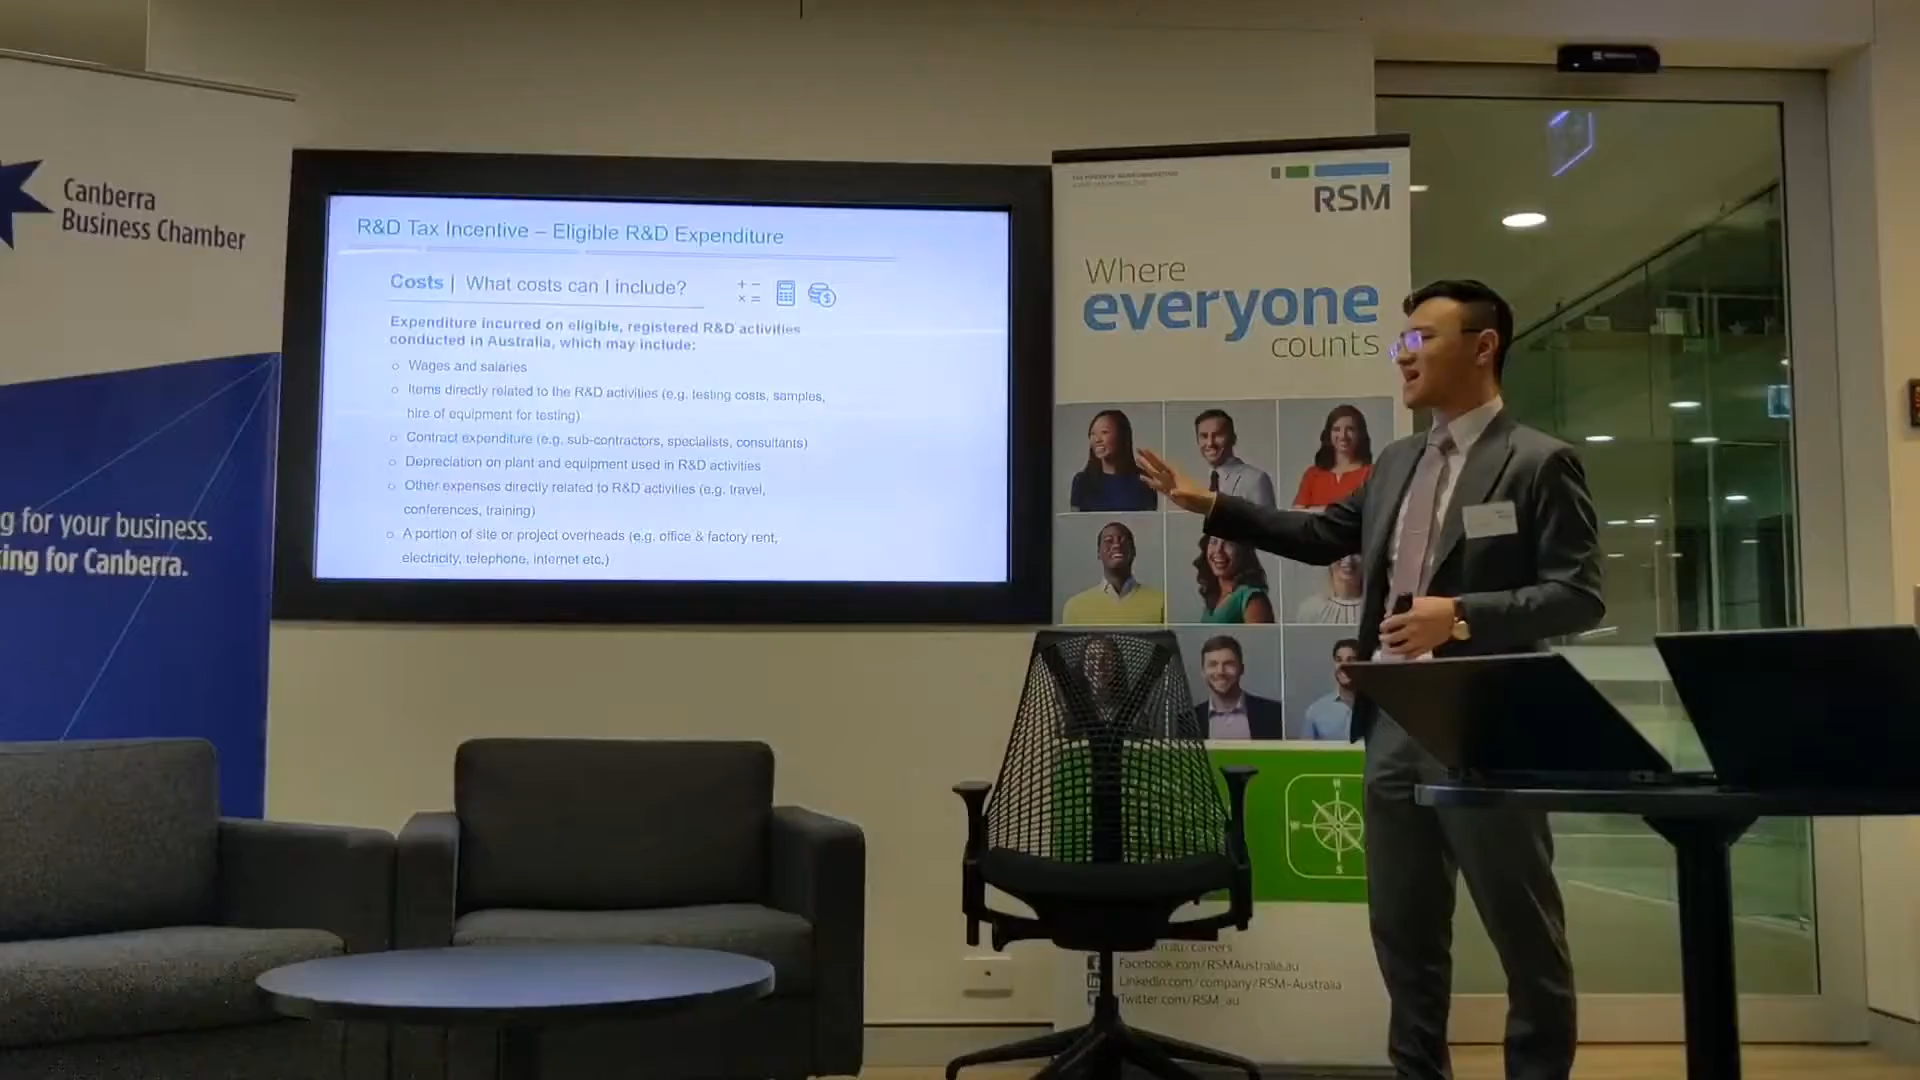 Canberra
Business Chamber
g for your business.
ing for Canberra.
R&D Tax Incentive – Eligible R&D Expenditure
Costs | What costs can I include?
Expenditure incurred on eligible, registered R&D activities
conducted in Australia, which may include:
Wages and salaries
Items directly related to the R&D activities (e.g. testing costs, samples,
hire of equipment for testing)
Contract expenditure (e.g. sub-contractors, specialists, consultants)
Depreciation on plant and equipment used in R&D activities
Other expenses directly related to R&D activities (e.g. travel,
conferences, training)
A portion of site or project overheads (e.g. office & factory rent,
electricity, telephone, internet etc.)
RSM
Where
everyone
counts
N
W
S
careers
Facebook.com/RSMAustralia.au
Linkedin.com/company/RSM-Australia
Twitter.com/RSM_au